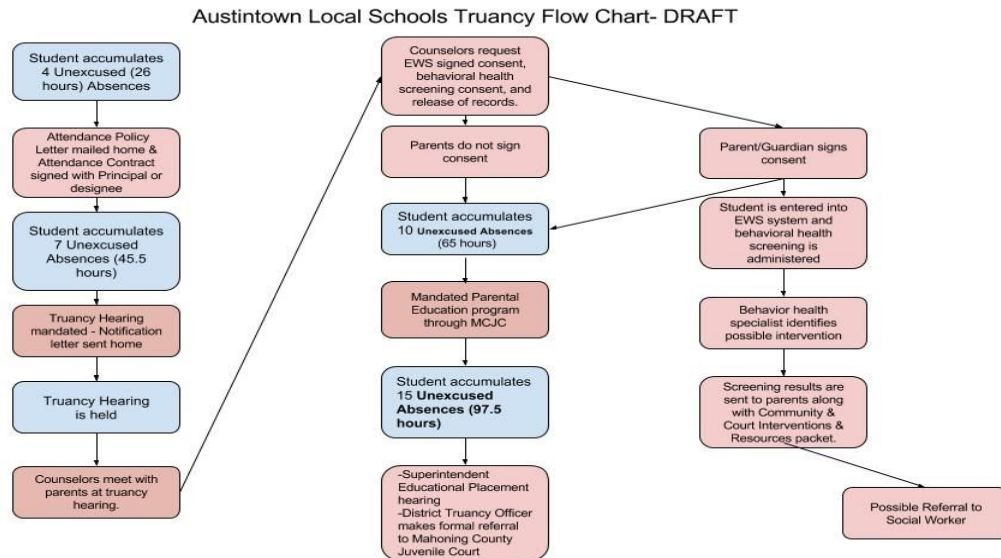 Austintown Local Schools Truancy Flow Chart- DRAFT
Student accumulates
4 Unexcused (26
hours) Absences
Attendance Policy
Letter mailed home &
Attendance Contract
signed with Principal or
designee
Student accumulates
7 Unexcused
Absences (45.5
hours)
Truancy Hearing
mandated - Notification
letter sent home
Truancy Hearing
is held
Counselors meet with
parents at truancy
hearing.
Counselors request
EWS signed consent,
behavioral health
screening consent, and
release of records.
Parents do not sign
consent
Student accumulates
10 Unexcused Absences
(65 hours)
Mandated Parental
Education program
through MCJC
Student accumulates
15 Unexcused
Absences (97.5
hours)
-Superintendent
Educational Placement
hearing
-District Truancy Officer
makes formal referral
to Mahoning County
Juvenile Court
Parent/Guardian signs
consent
Student is entered into
EWS system and
behavioral health
screening is
administered
Behavior health
specialist identifies
possible intervention
Screening results are
sent to parents along
with Community &
Court Interventions &
Resources packet.
Possible Referral to
Social Worker